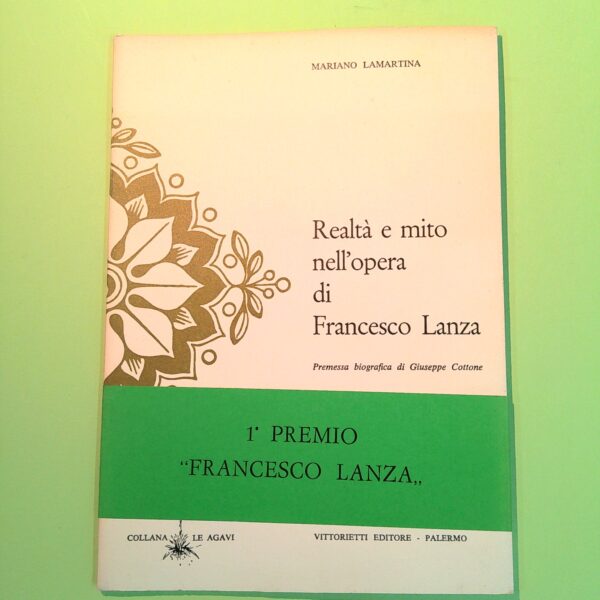 MARIANO LAMARTINA
Realtà e mito
nell'opera
di
Francesco Lanza
Premessa biografica di Giuseppe Cottone
1° PREMIO
“FRANCESCO LANZA„
COLLANA LE AGAVI
VITTORIETTI EDITORE - PALERMO